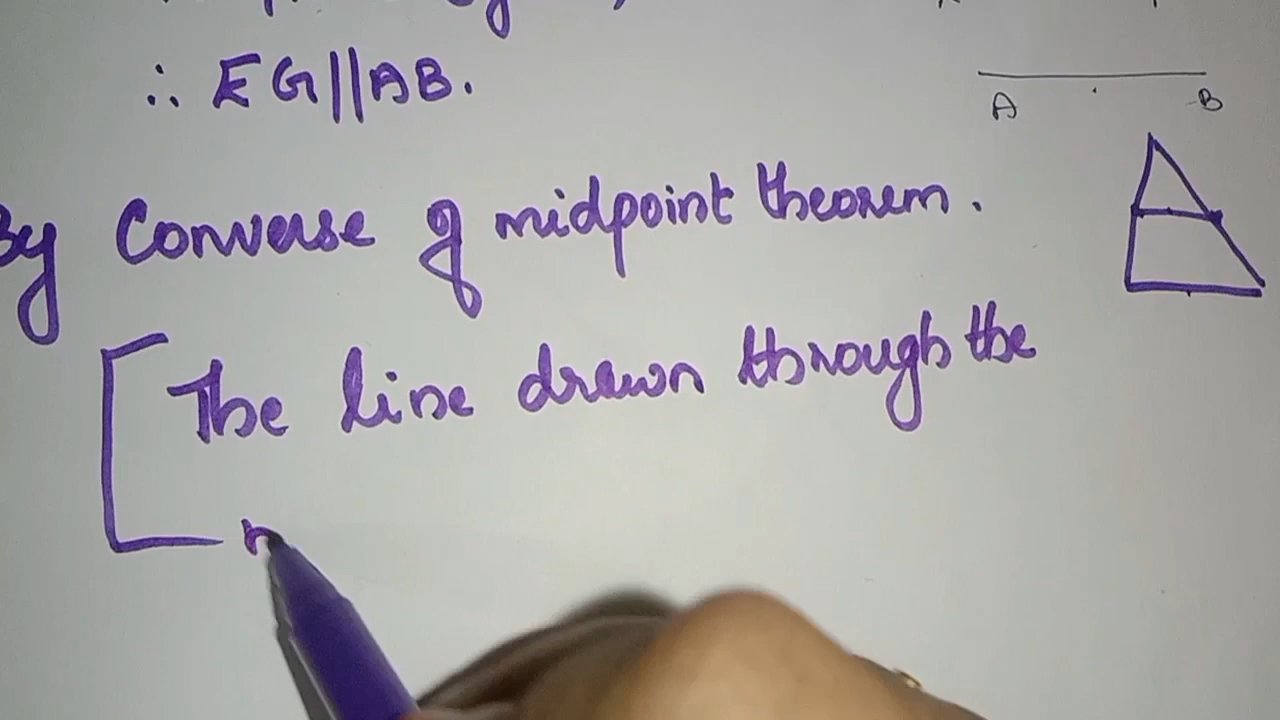 ∴ EG||AB.
A B
By Converse of midpoint theorem.
The line drawn through the